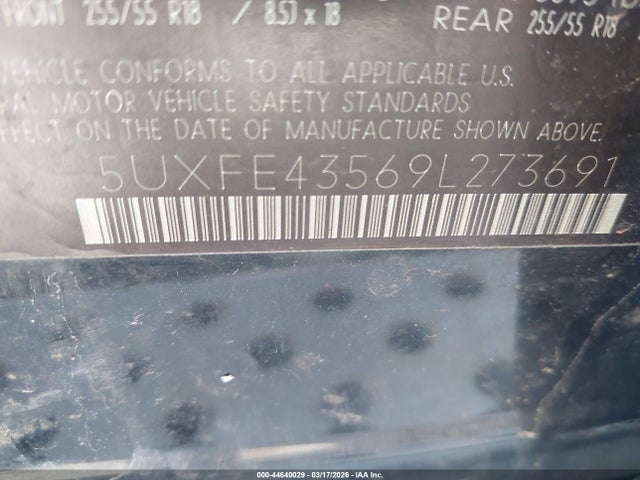 FRONT 255/55 R18 / 8.5J x 18
REAR 255/55 R18
VEHICLE CONFORMS TO ALL APPLICABLE U.S.
MOTOR VEHICLE SAFETY STANDARDS
ON THE DATE OF MANUFACTURE SHOWN ABOVE.
5UXFE43569L273691
000-44640029 - 03/17/2026 - IAA Inc.